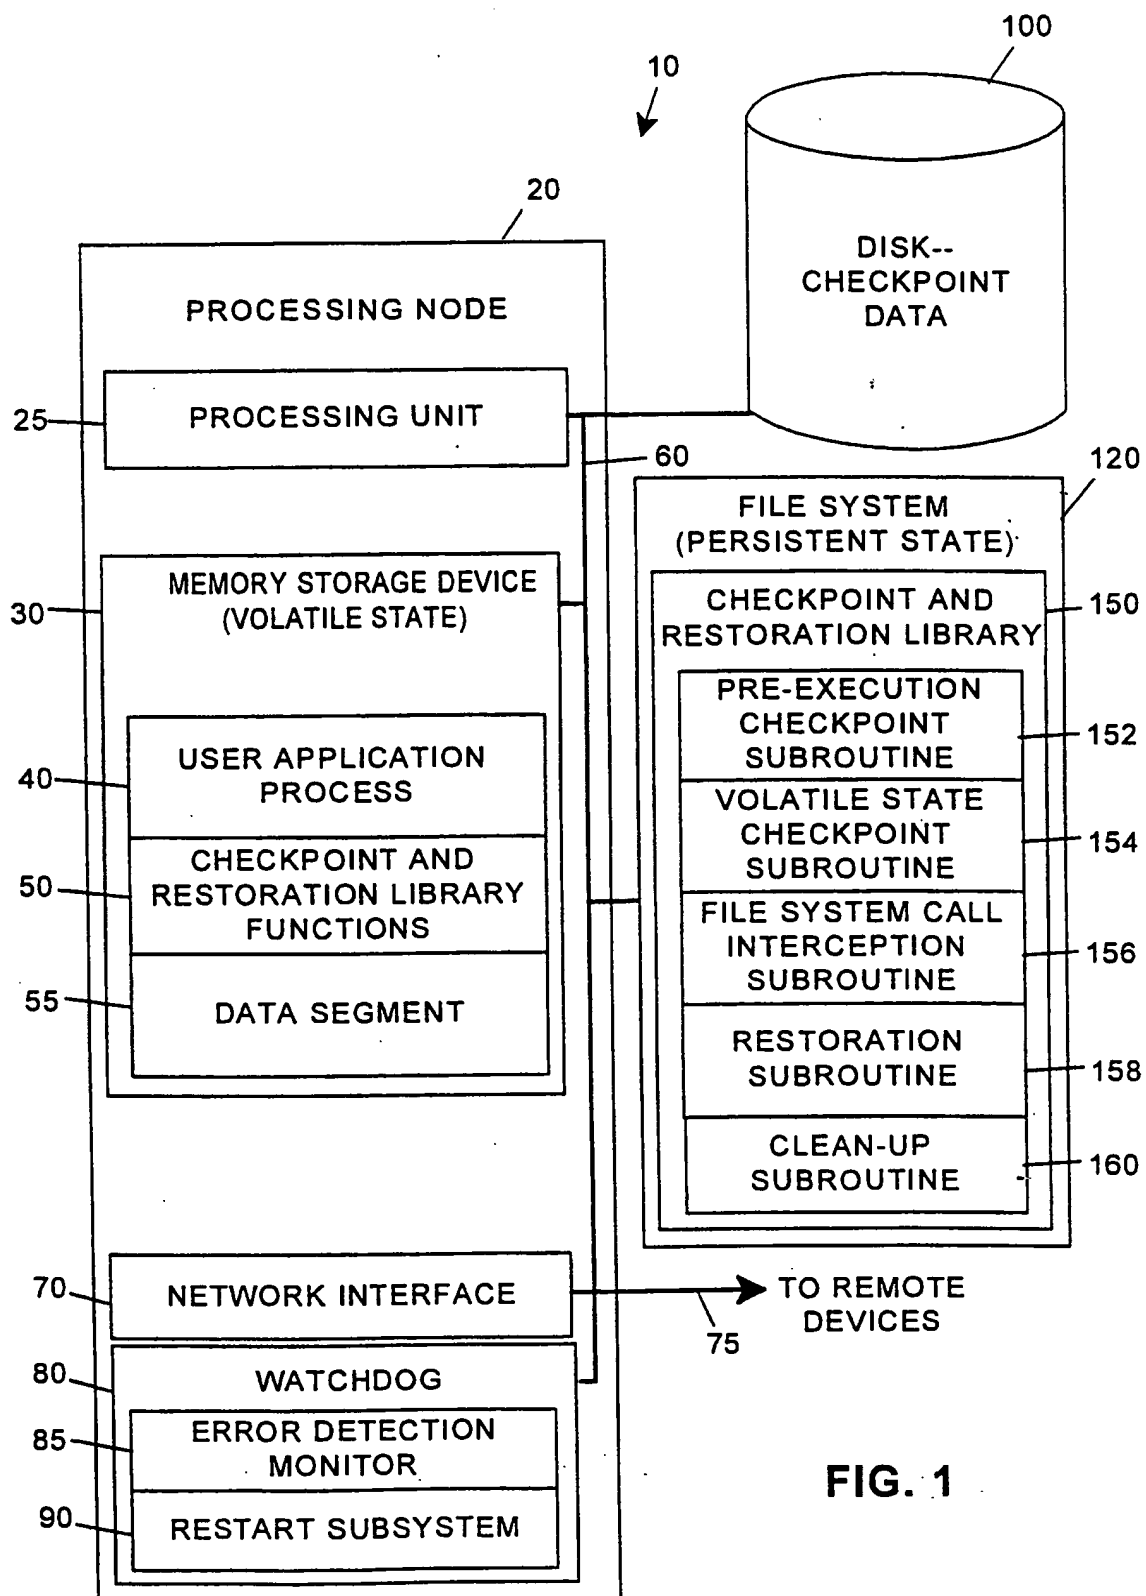 100
10
20
DISK--
CHECKPOINT
DATA
PROCESSING NODE
25
PROCESSING UNIT
60
120
FILE SYSTEM
(PERSISTENT STATE)
30
MEMORY STORAGE DEVICE
(VOLATILE STATE)
CHECKPOINT AND
RESTORATION LIBRARY
150
PRE-EXECUTION
CHECKPOINT
SUBROUTINE
152
40
USER APPLICATION
PROCESS
VOLATILE STATE
CHECKPOINT
SUBROUTINE
154
50
CHECKPOINT AND
RESTORATION LIBRARY
FUNCTIONS
FILE SYSTEM CALL
INTERCEPTION
SUBROUTINE
156
55
DATA SEGMENT
RESTORATION
SUBROUTINE
158
CLEAN-UP
SUBROUTINE
160
70
NETWORK INTERFACE
75
TO REMOTE
DEVICES
80
WATCHDOG
85
ERROR DETECTION
MONITOR
90
RESTART SUBSYSTEM
FIG. 1